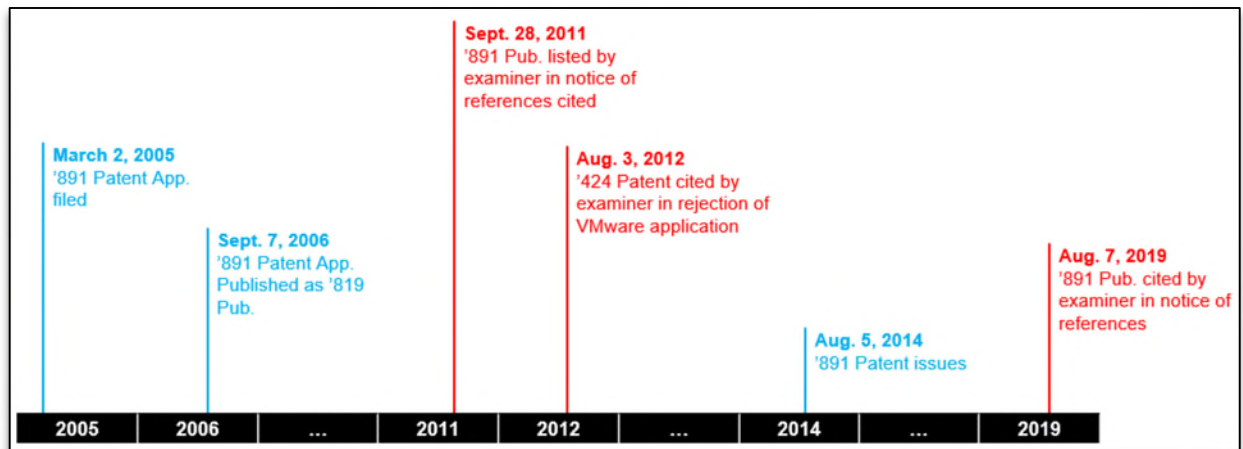 Sept. 28, 2011
'891 Pub. listed by
examiner in notice of
references cited
March 2, 2005
'891 Patent App.
filed
Aug. 3, 2012
'424 Patent cited by
examiner in rejection of
VMware application
Sept. 7, 2006
'891 Patent App.
Published as '819
Pub.
Aug. 7, 2019
'891 Pub. cited by
examiner in notice of
references
Aug. 5, 2014
'891 Patent issues
2005 2006 ... 2011 2012 ... 2014 ... 2019